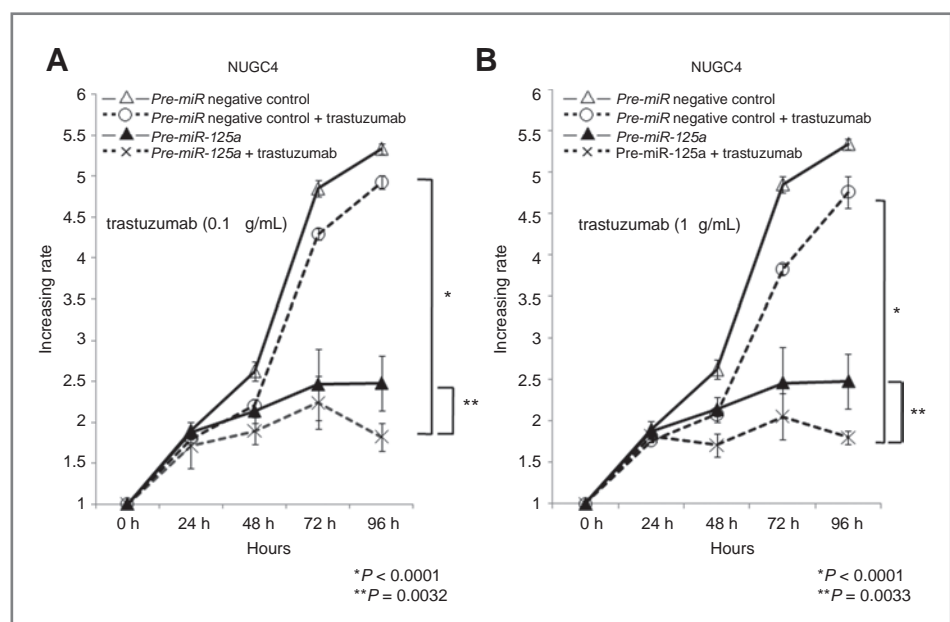 A
NUGC4
Pre-miR negative control
Pre-miR negative control + trastuzumab
Pre-miR-125a
Pre-miR-125a + trastuzumab
trastuzumab (0.1 g/mL)
Increasing rate
6
5.5
5
4.5
4
3.5
3
2.5
2
1.5
1
*
**
0 h 24 h 48 h 72 h 96 h
Hours
*P < 0.0001
**P = 0.0032
B
NUGC4
Pre-miR negative control
Pre-miR negative control + trastuzumab
Pre-miR-125a
Pre-miR-125a + trastuzumab
trastuzumab (1 g/mL)
Increasing rate
6
5.5
5
4.5
4
3.5
3
2.5
2
1.5
1
*
**
0 h 24 h 48 h 72 h 96 h
Hours
*P < 0.0001
**P = 0.0033